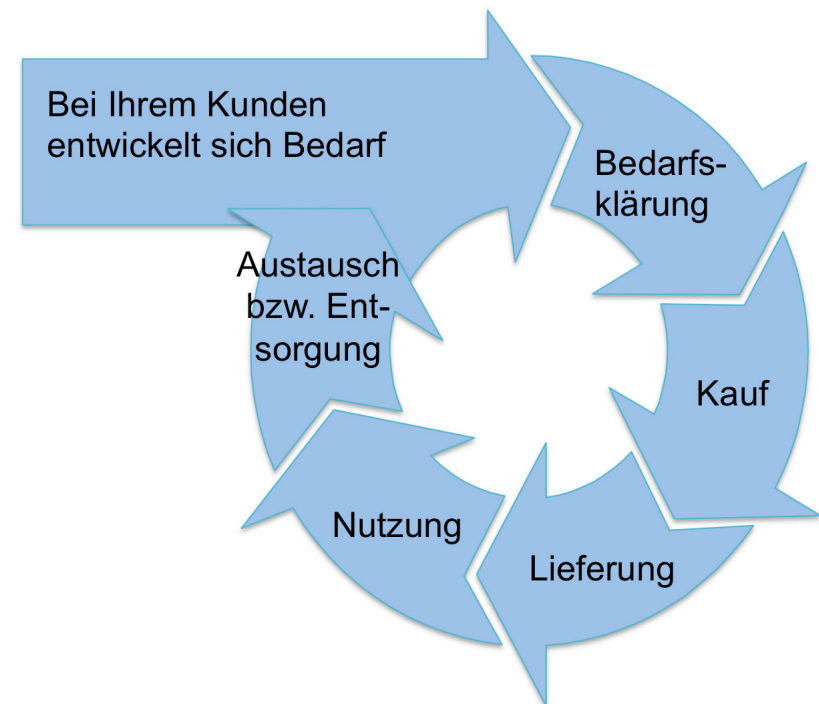 Bei Ihrem Kunden
entwickelt sich Bedarf
Bedarfs-
klärung
Kauf
Lieferung
Nutzung
Austausch
bzw. Ent-
sorgung